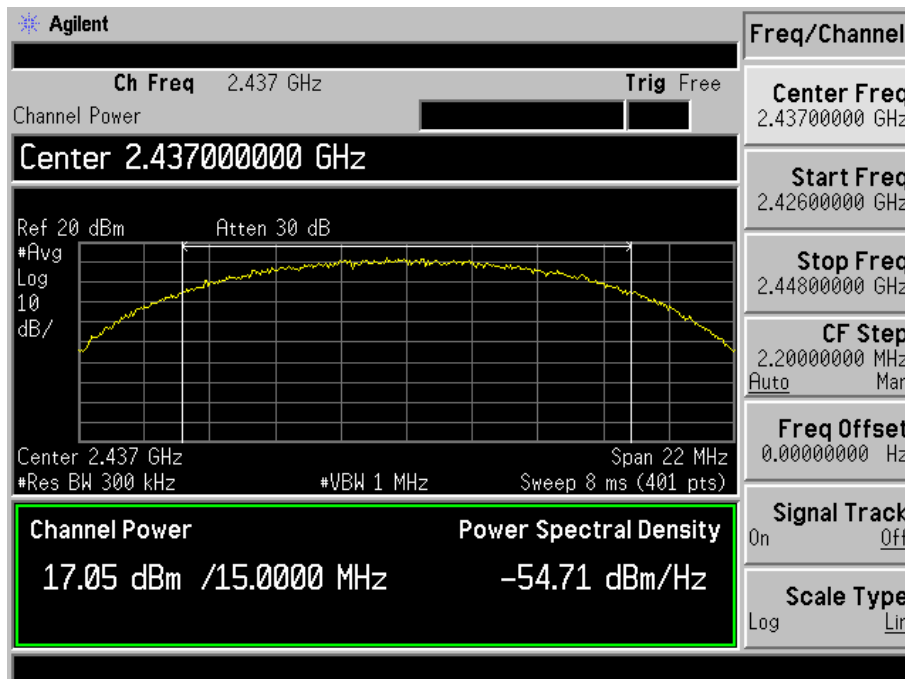 Agilent
Freq/Channel
Ch Freq 2.437 GHz Trig Free
Channel Power
Center 2.437000000 GHz
Ref 20 dBm Atten 30 dB
#Avg
Log
10
dB/
Center 2.437 GHz Span 22 MHz
#Res BW 300 kHz #VBW 1 MHz Sweep 8 ms (401 pts)
Channel Power Power Spectral Density
17.05 dBm /15.0000 MHz -54.71 dBm/Hz
Center Freq
2.43700000 GHz
Start Freq
2.42600000 GHz
Stop Freq
2.44800000 GHz
CF Step
2.20000000 MHz
Auto Man
Freq Offset
0.00000000 Hz
Signal Track
On Off
Scale Type
Log Lin